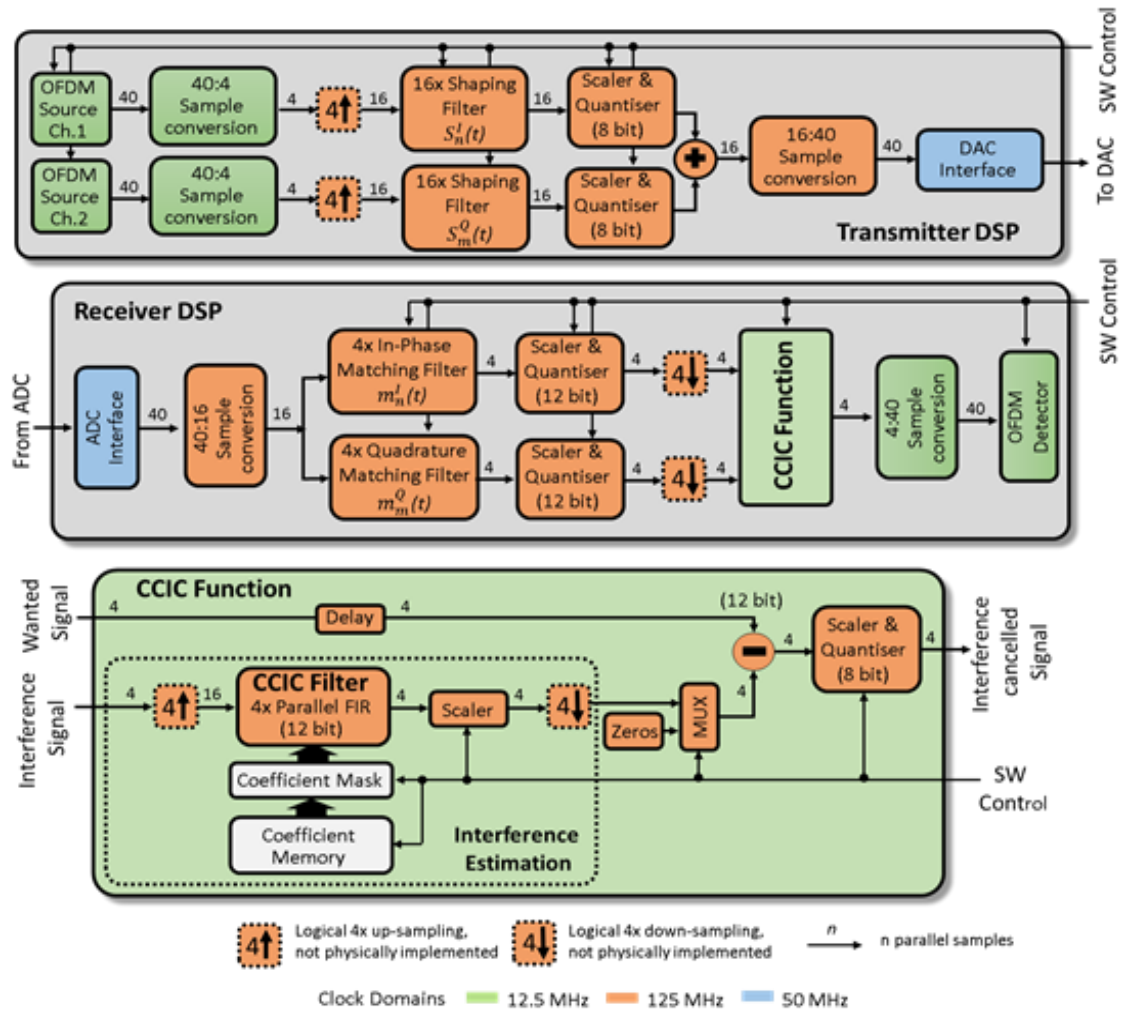 SW Control
OFDM
Source
Ch.1
40
40:4
Sample
conversion
4
4
16
16x Shaping
Filter
S_n^I(t)
16
Scaler &
Quantiser
(8 bit)
OFDM
Source
Ch.2
40
40:4
Sample
conversion
4
4
16
16x Shaping
Filter
S_m^Q(t)
16
Scaler &
Quantiser
(8 bit)
+
16
16:40
Sample
conversion
40
DAC
Interface
To DAC
Transmitter DSP
SW Control
Receiver DSP
From ADC
ADC
Interface
40
40:16
Sample
conversion
16
4x In-Phase
Matching Filter
m_n^I(t)
4
Scaler &
Quantiser
(12 bit)
4
4
4
4x Quadrature
Matching Filter
m_m^Q(t)
4
Scaler &
Quantiser
(12 bit)
4
4
4
CCIC Function
4
4:40
Sample
conversion
40
OFDM
Detector
CCIC Function
Wanted
Signal
4
Delay
4
(12 bit)
4
Scaler &
Quantiser
(8 bit)
4
Interference
cancelled
Signal
Interference
Signal
4
4
16
CCIC Filter
4x Parallel FIR
(12 bit)
4
Scaler
4
4
Zeros
MUX
4
Coefficient Mask
Coefficient
Memory
Interference
Estimation
SW
Control
4
Logical 4x up-sampling,
not physically implemented
4
Logical 4x down-sampling,
not physically implemented
n
n parallel samples
Clock Domains
12.5 MHz
125 MHz
50 MHz